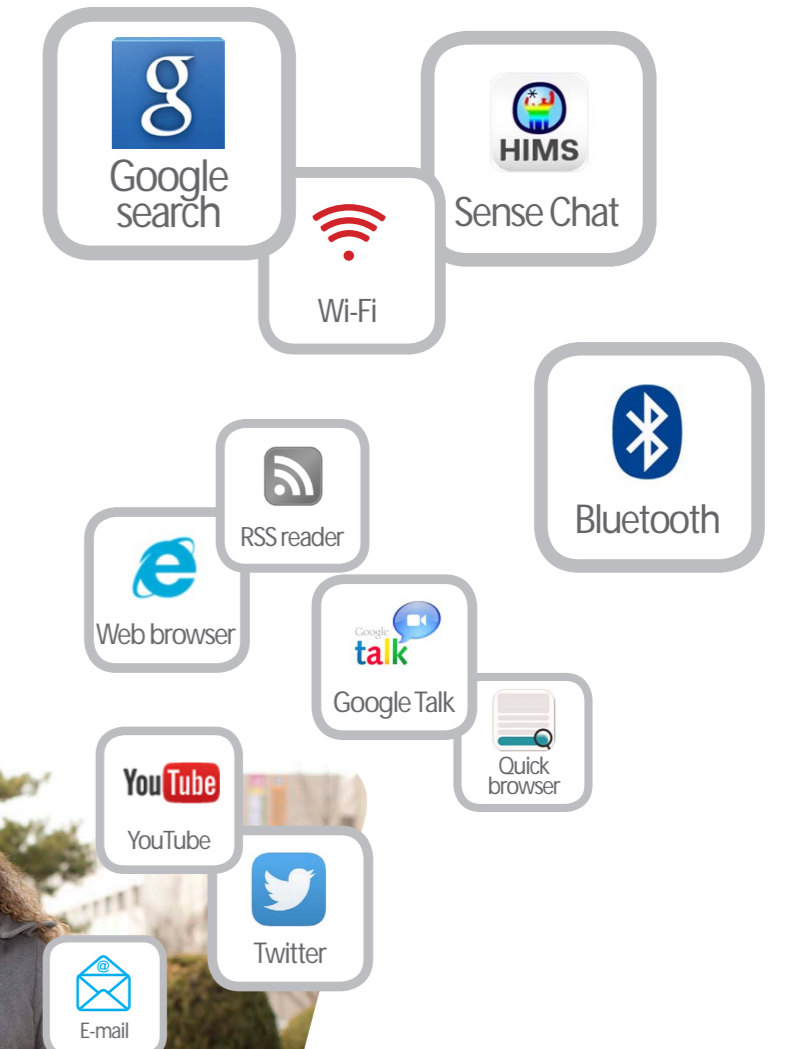 g
Google
search
HIMS
Sense Chat
Wi-Fi
Bluetooth
RSS reader
e
Web browser
Google
talk
Google Talk
Quick
browser
YouTube
YouTube
Twitter
@
E-mail